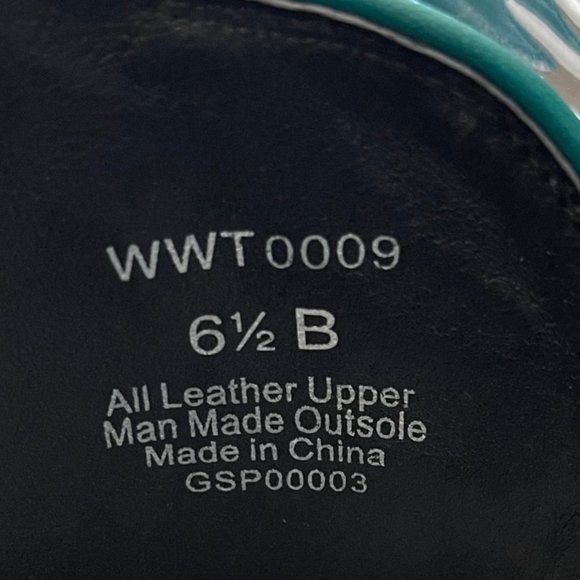 WWT0009
6½ B
All Leather Upper
Man Made Outsole
Made in China
GSP00003